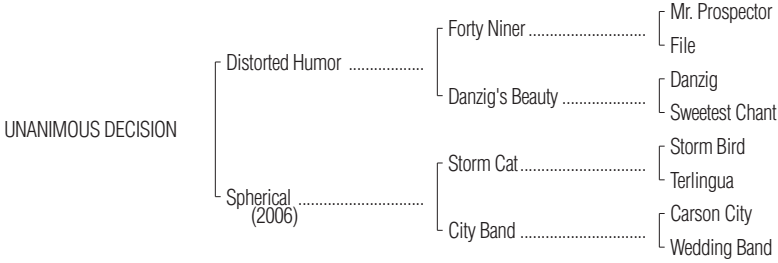 Mr. Prospector
Forty Niner ........................
File
Distorted Humor ................
Danzig
Danzig's Beauty .................
Sweetest Chant
UNANIMOUS DECISION
Storm Bird
Storm Cat..........................
Terlingua
Spherical ...........................
(2006)
Carson City
City Band ..........................
Wedding Band